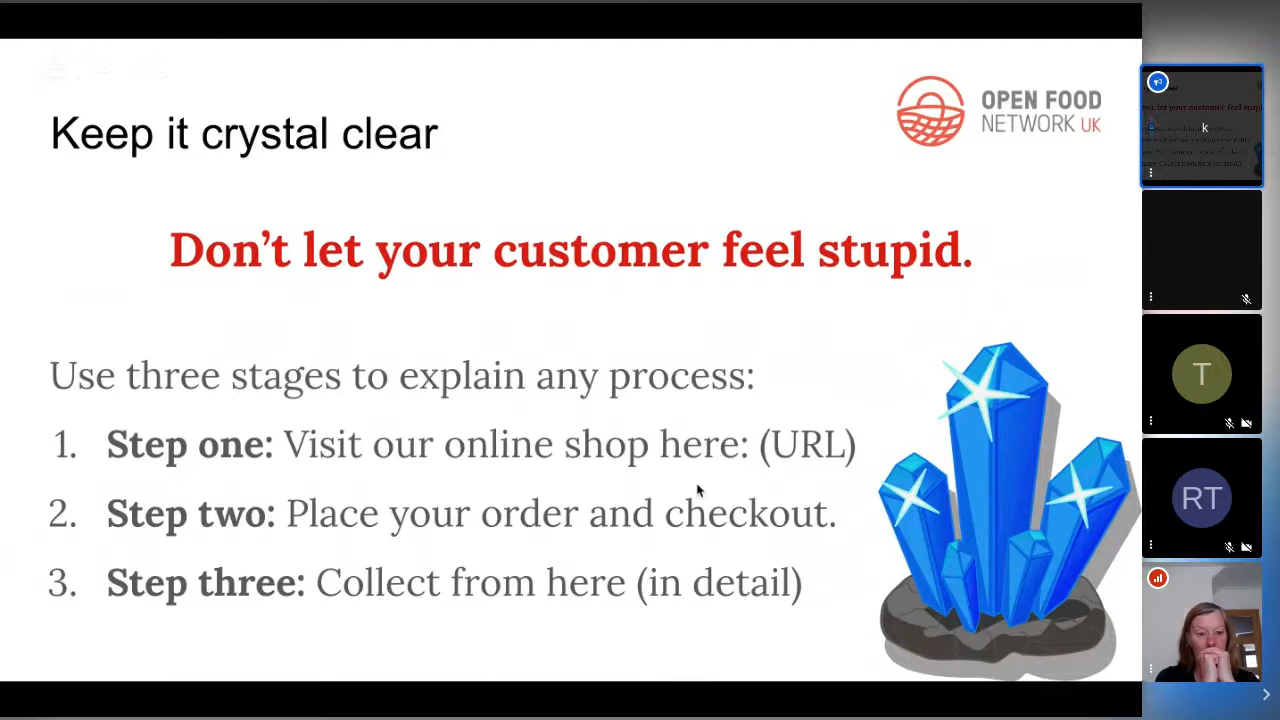 Keep it crystal clear
OPEN FOOD
NETWORK UK
Don’t let your customer feel stupid.
Use three stages to explain any process:
1. Step one: Visit our online shop here: (URL)
2. Step two: Place your order and checkout.
3. Step three: Collect from here (in detail)
k
T
RT